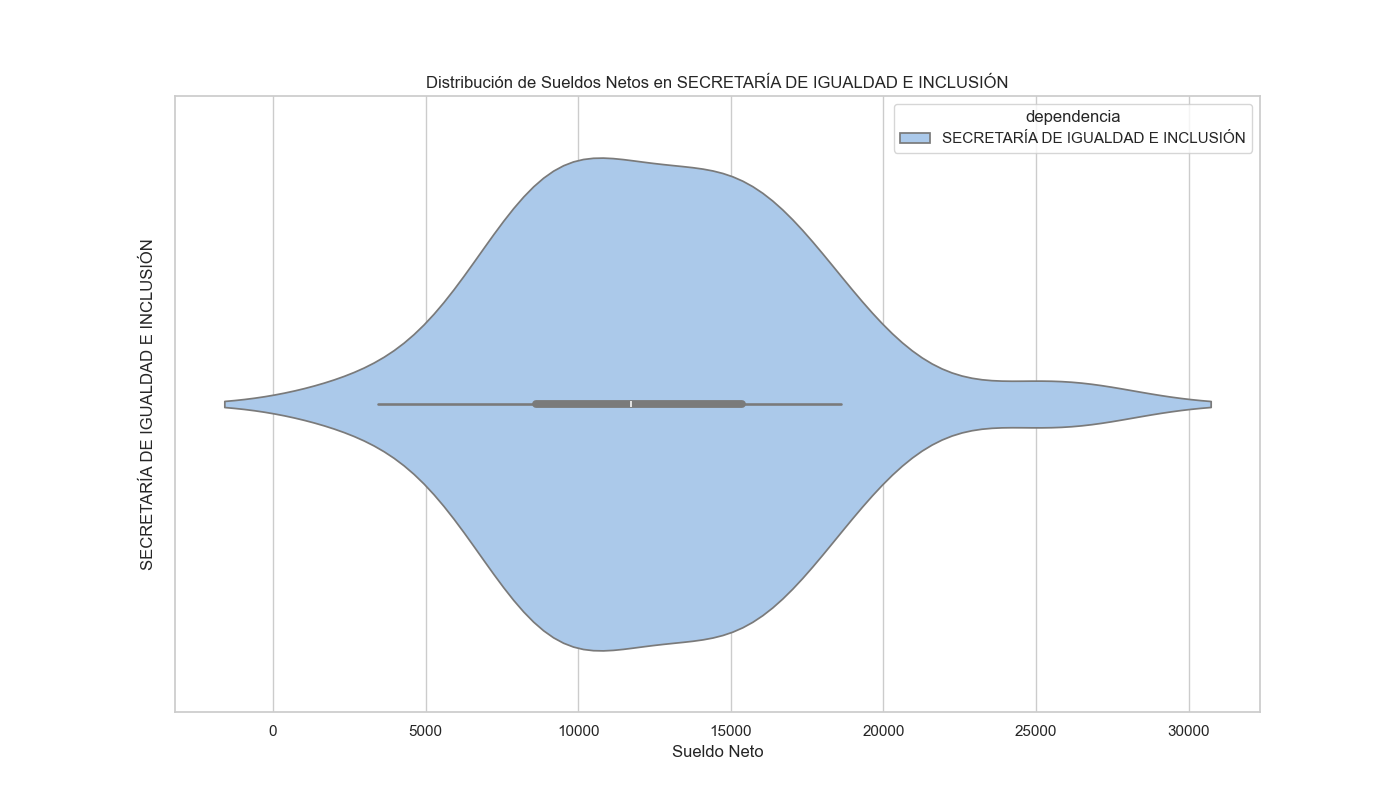 Distribución de Sueldos Netos en SECRETARÍA DE IGUALDAD E INCLUSIÓN
dependencia
SECRETARÍA DE IGUALDAD E INCLUSIÓN
SECRETARÍA DE IGUALDAD E INCLUSIÓN
0 5000 10000 15000 20000 25000 30000
Sueldo Neto